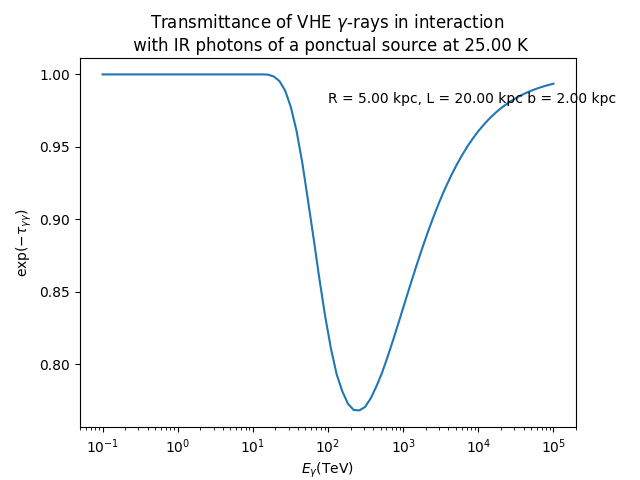 Transmittance of VHE γ-rays in interaction
with IR photons of a ponctual source at 25.00 K
1.00
R = 5.00 kpc, L = 20.00 kpc b = 2.00 kpc
0.95
0.90
0.85
0.80
exp(−τγγ)
10⁻¹ 10⁰ 10¹ 10² 10³ 10⁴ 10⁵
Eγ(TeV)